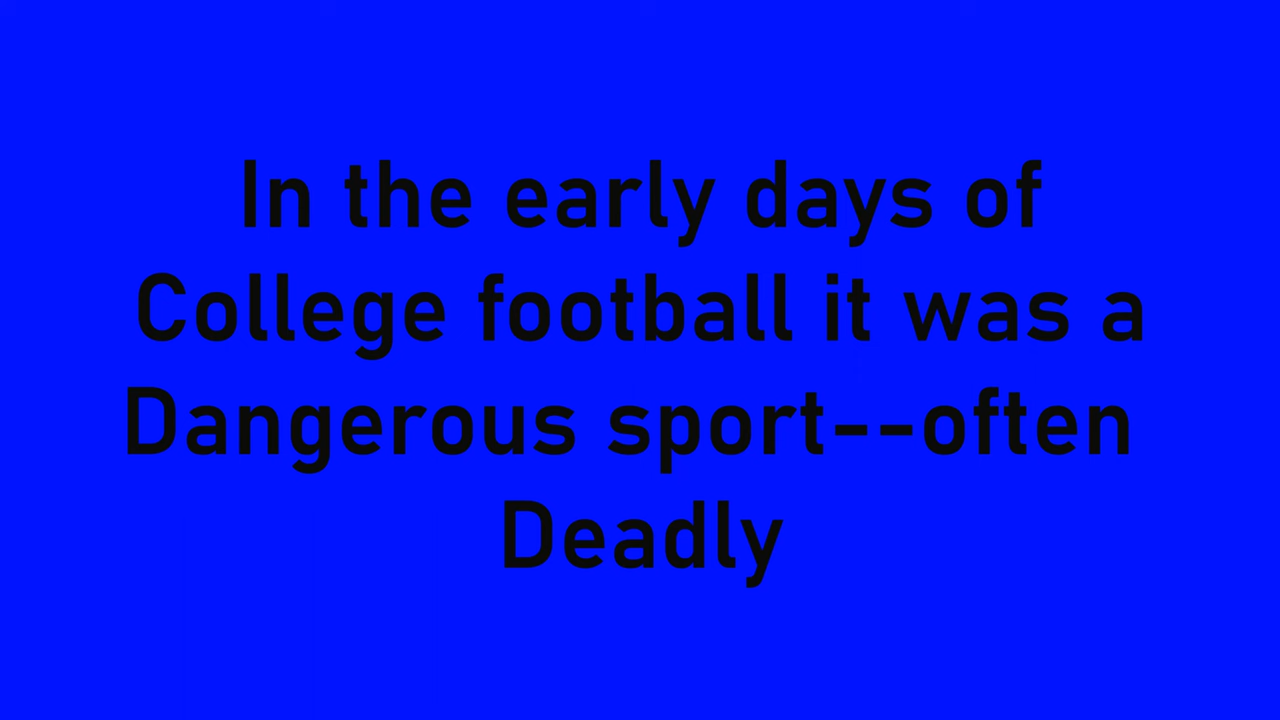 In the early days of
College football it was a
Dangerous sport--often
Deadly